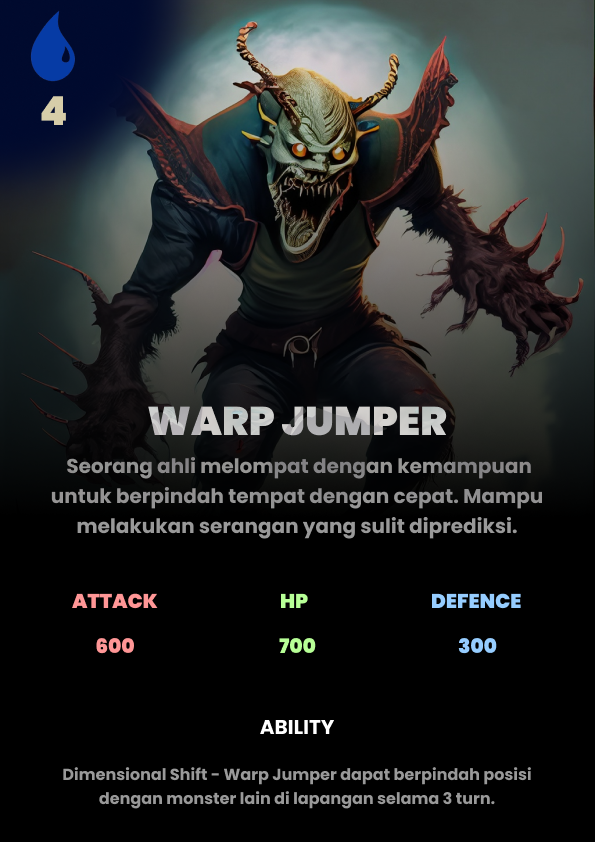 4
WARP JUMPER
Seorang ahli melompat dengan kemampuan
untuk berpindah tempat dengan cepat. Mampu
melakukan serangan yang sulit diprediksi.
ATTACK HP DEFENCE
600 700 300
ABILITY
Dimensional Shift - Warp Jumper dapat berpindah posisi
dengan monster lain di lapangan selama 3 turn.